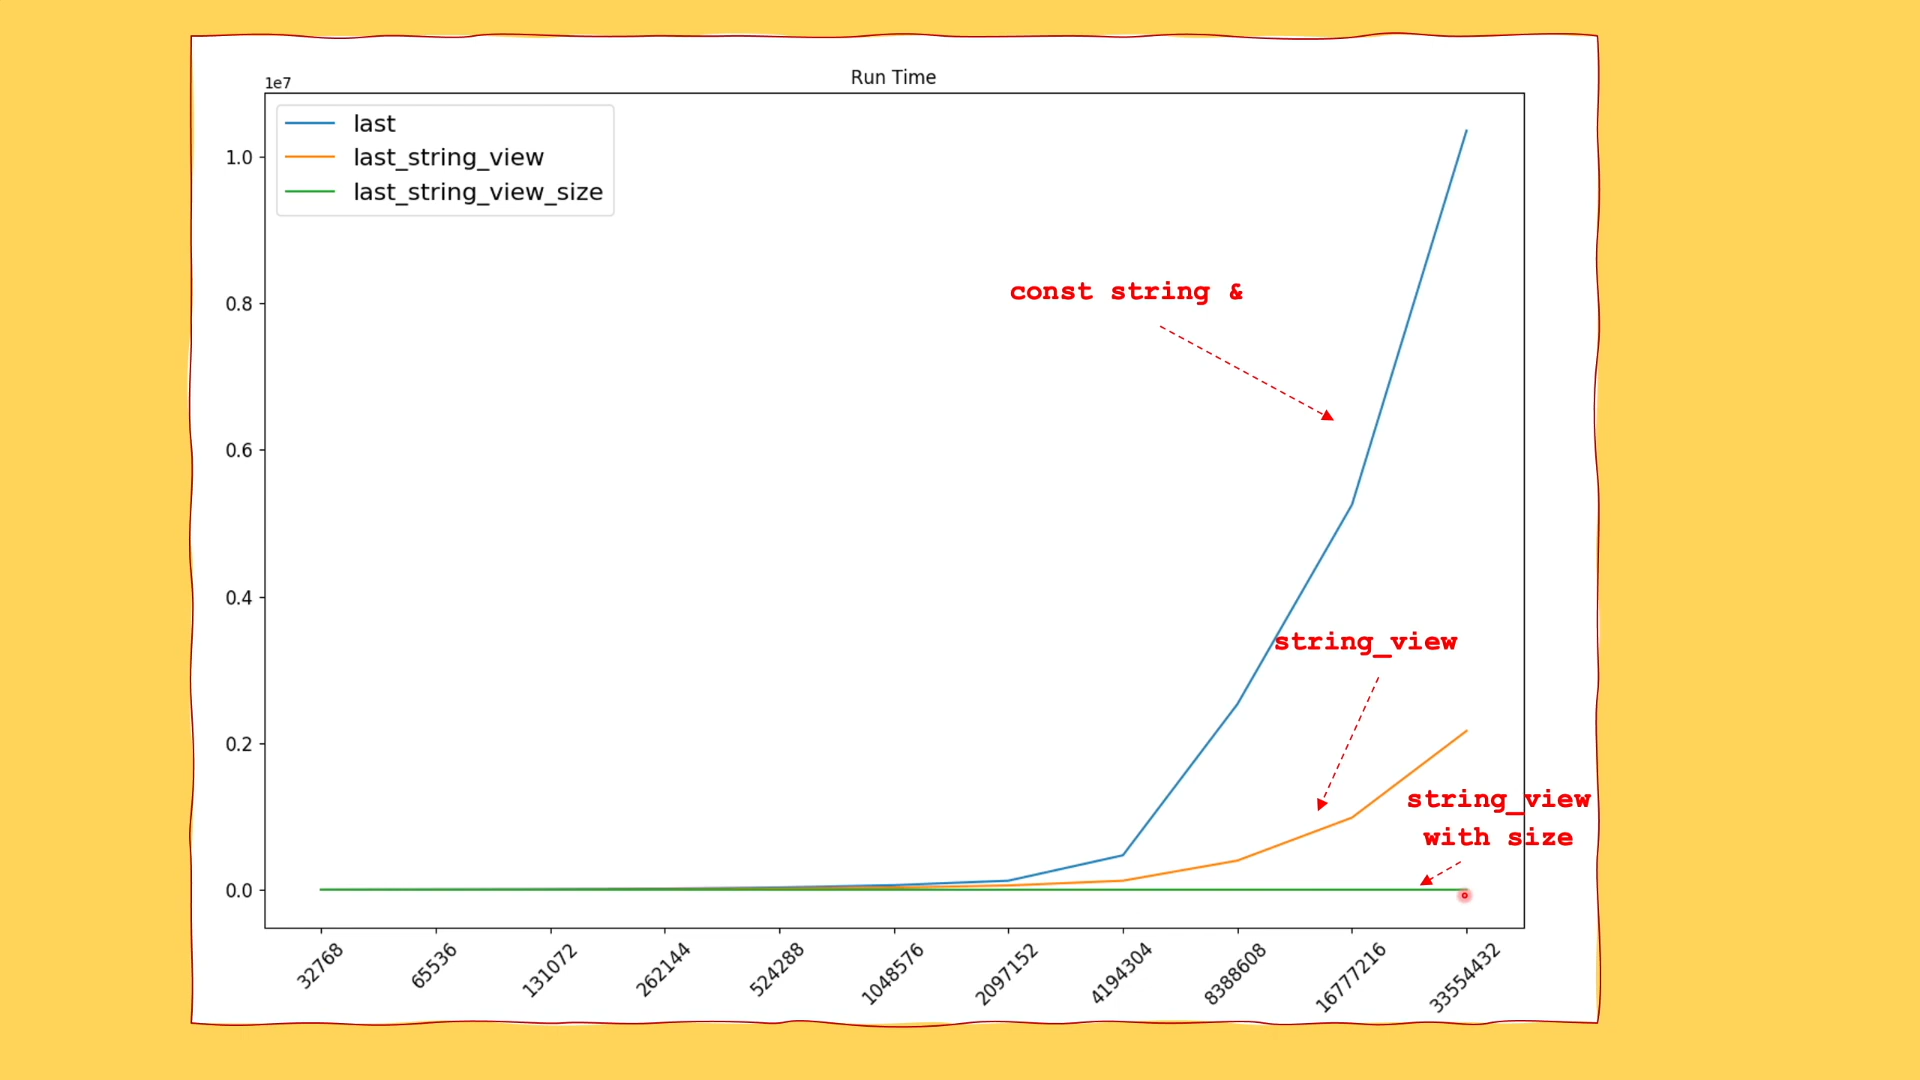 Run Time
1e7
last
last_string_view
last_string_view_size
1.0
0.8
0.6
0.4
0.2
0.0
const string &
string_view
string_view
with size
32768
65536
131072
262144
524288
1048576
2097152
4194304
8388608
16777216
33554432